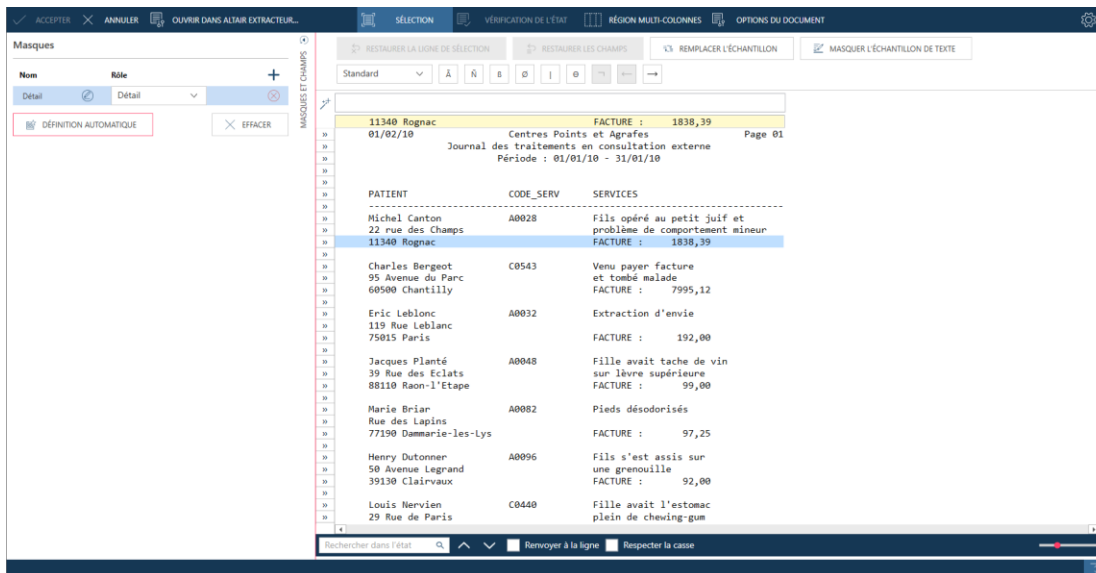 ACCEPTER ANNULER OUVRIR DANS ALTAIR EXTRACTEUR... SÉLECTION VÉRIFICATION DE L'ÉTAT RÉGION MULTI-COLONNES OPTIONS DU DOCUMENT
Masques
Nom Rôle
Détail Détail
DÉFINITION AUTOMATIQUE EFFACER
MASQUES ET CHAMPS
RESTAURER LA LIGNE DE SÉLECTION RESTAURER LES CHAMPS REMPLACER L'ÉCHANTILLON MASQUER L'ÉCHANTILLON DE TEXTE
Standard Ä Ñ ß Ø | ¬ ← →
11340 Rognac FACTURE : 1838,39
01/02/10 Centres Points et Agrafes Page 01
Journal des traitements en consultation externe
Période : 01/01/10 - 31/01/10
PATIENT CODE_SERV SERVICES
Michel Canton A0028 Fils opéré au petit juif et
22 rue des Champs problème de comportement mineur
11340 Rognac FACTURE : 1838,39
Charles Bergeot C0543 Venu payer facture
95 Avenue du Parc et tombé malade
60500 Chantilly FACTURE : 7995,12
Eric Leblonc A0032 Extraction d'envie
119 Rue Leblanc
75015 Paris FACTURE : 192,00
Jacques Planté A0048 Fille avait tache de vin
39 Rue des Eclats sur lèvre supérieure
88110 Raon-l'Etape FACTURE : 99,00
Marie Briar A0082 Pieds désodorisés
Rue des Lapins
77190 Dammarie-les-Lys FACTURE : 97,25
Henry Dutonner A0096 Fils s'est assis sur
50 Avenue Legrand une grenouille
39130 Clairvaux FACTURE : 92,00
Louis Nervien C0440 Fille avait l'estomac
29 Rue de Paris plein de chewing-gum
Rechercher dans l'état Renvoyer à la ligne Respecter la casse